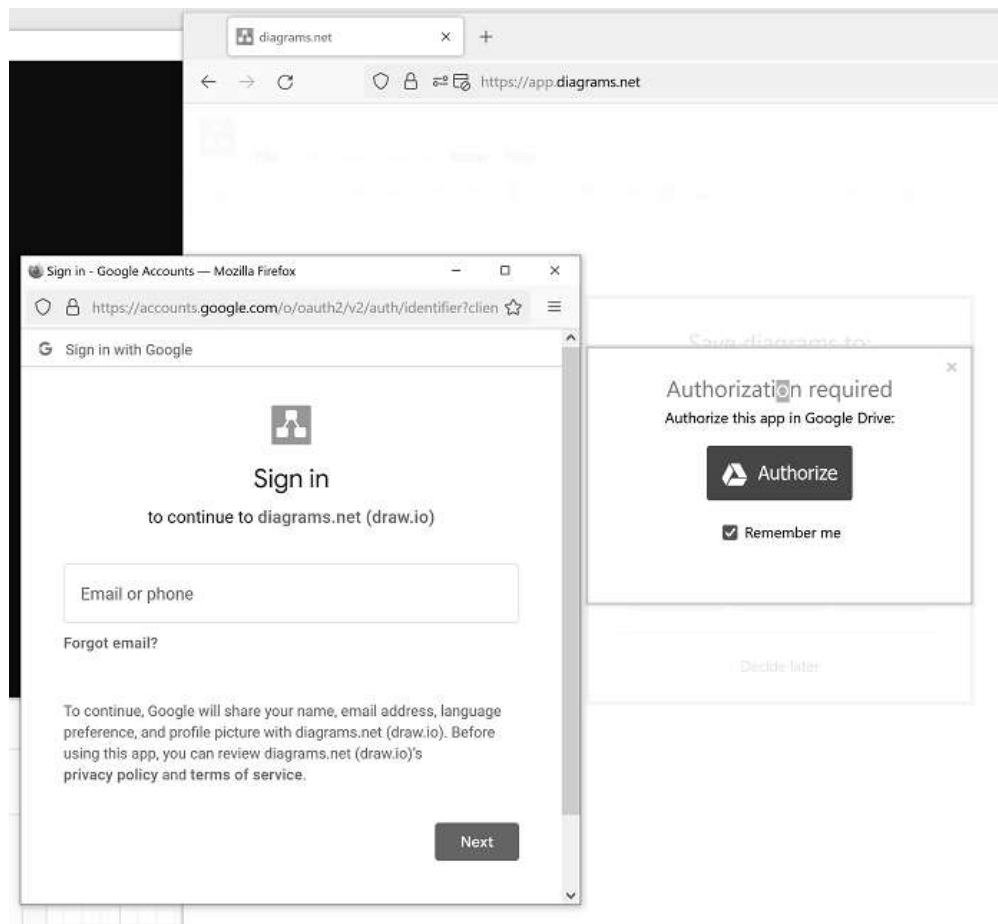 diagrams.net
https://app.diagrams.net
Sign in - Google Accounts — Mozilla Firefox
https://accounts.google.com/o/oauth2/v2/auth/identifier?clien
G Sign in with Google
Sign in
to continue to diagrams.net (draw.io)
Email or phone
Forgot email?
To continue, Google will share your name, email address, language
preference, and profile picture with diagrams.net (draw.io). Before
using this app, you can review diagrams.net (draw.io)'s
privacy policy and terms of service.
Next
Save diagrams to:
Authorization required
Authorize this app in Google Drive:
Authorize
Remember me
Decide later